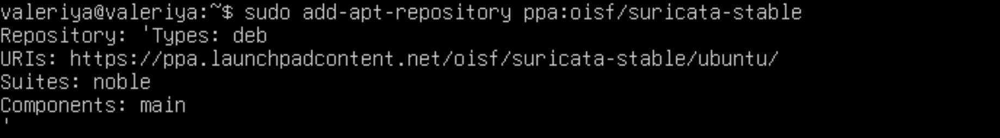 valeriya@valeriya:~$ sudo add-apt-repository ppa:oisf/suricata-stable
Repository: 'Types: deb
URIs: https://ppa.launchpadcontent.net/oisf/suricata-stable/ubuntu/
Suites: noble
Components: main
'